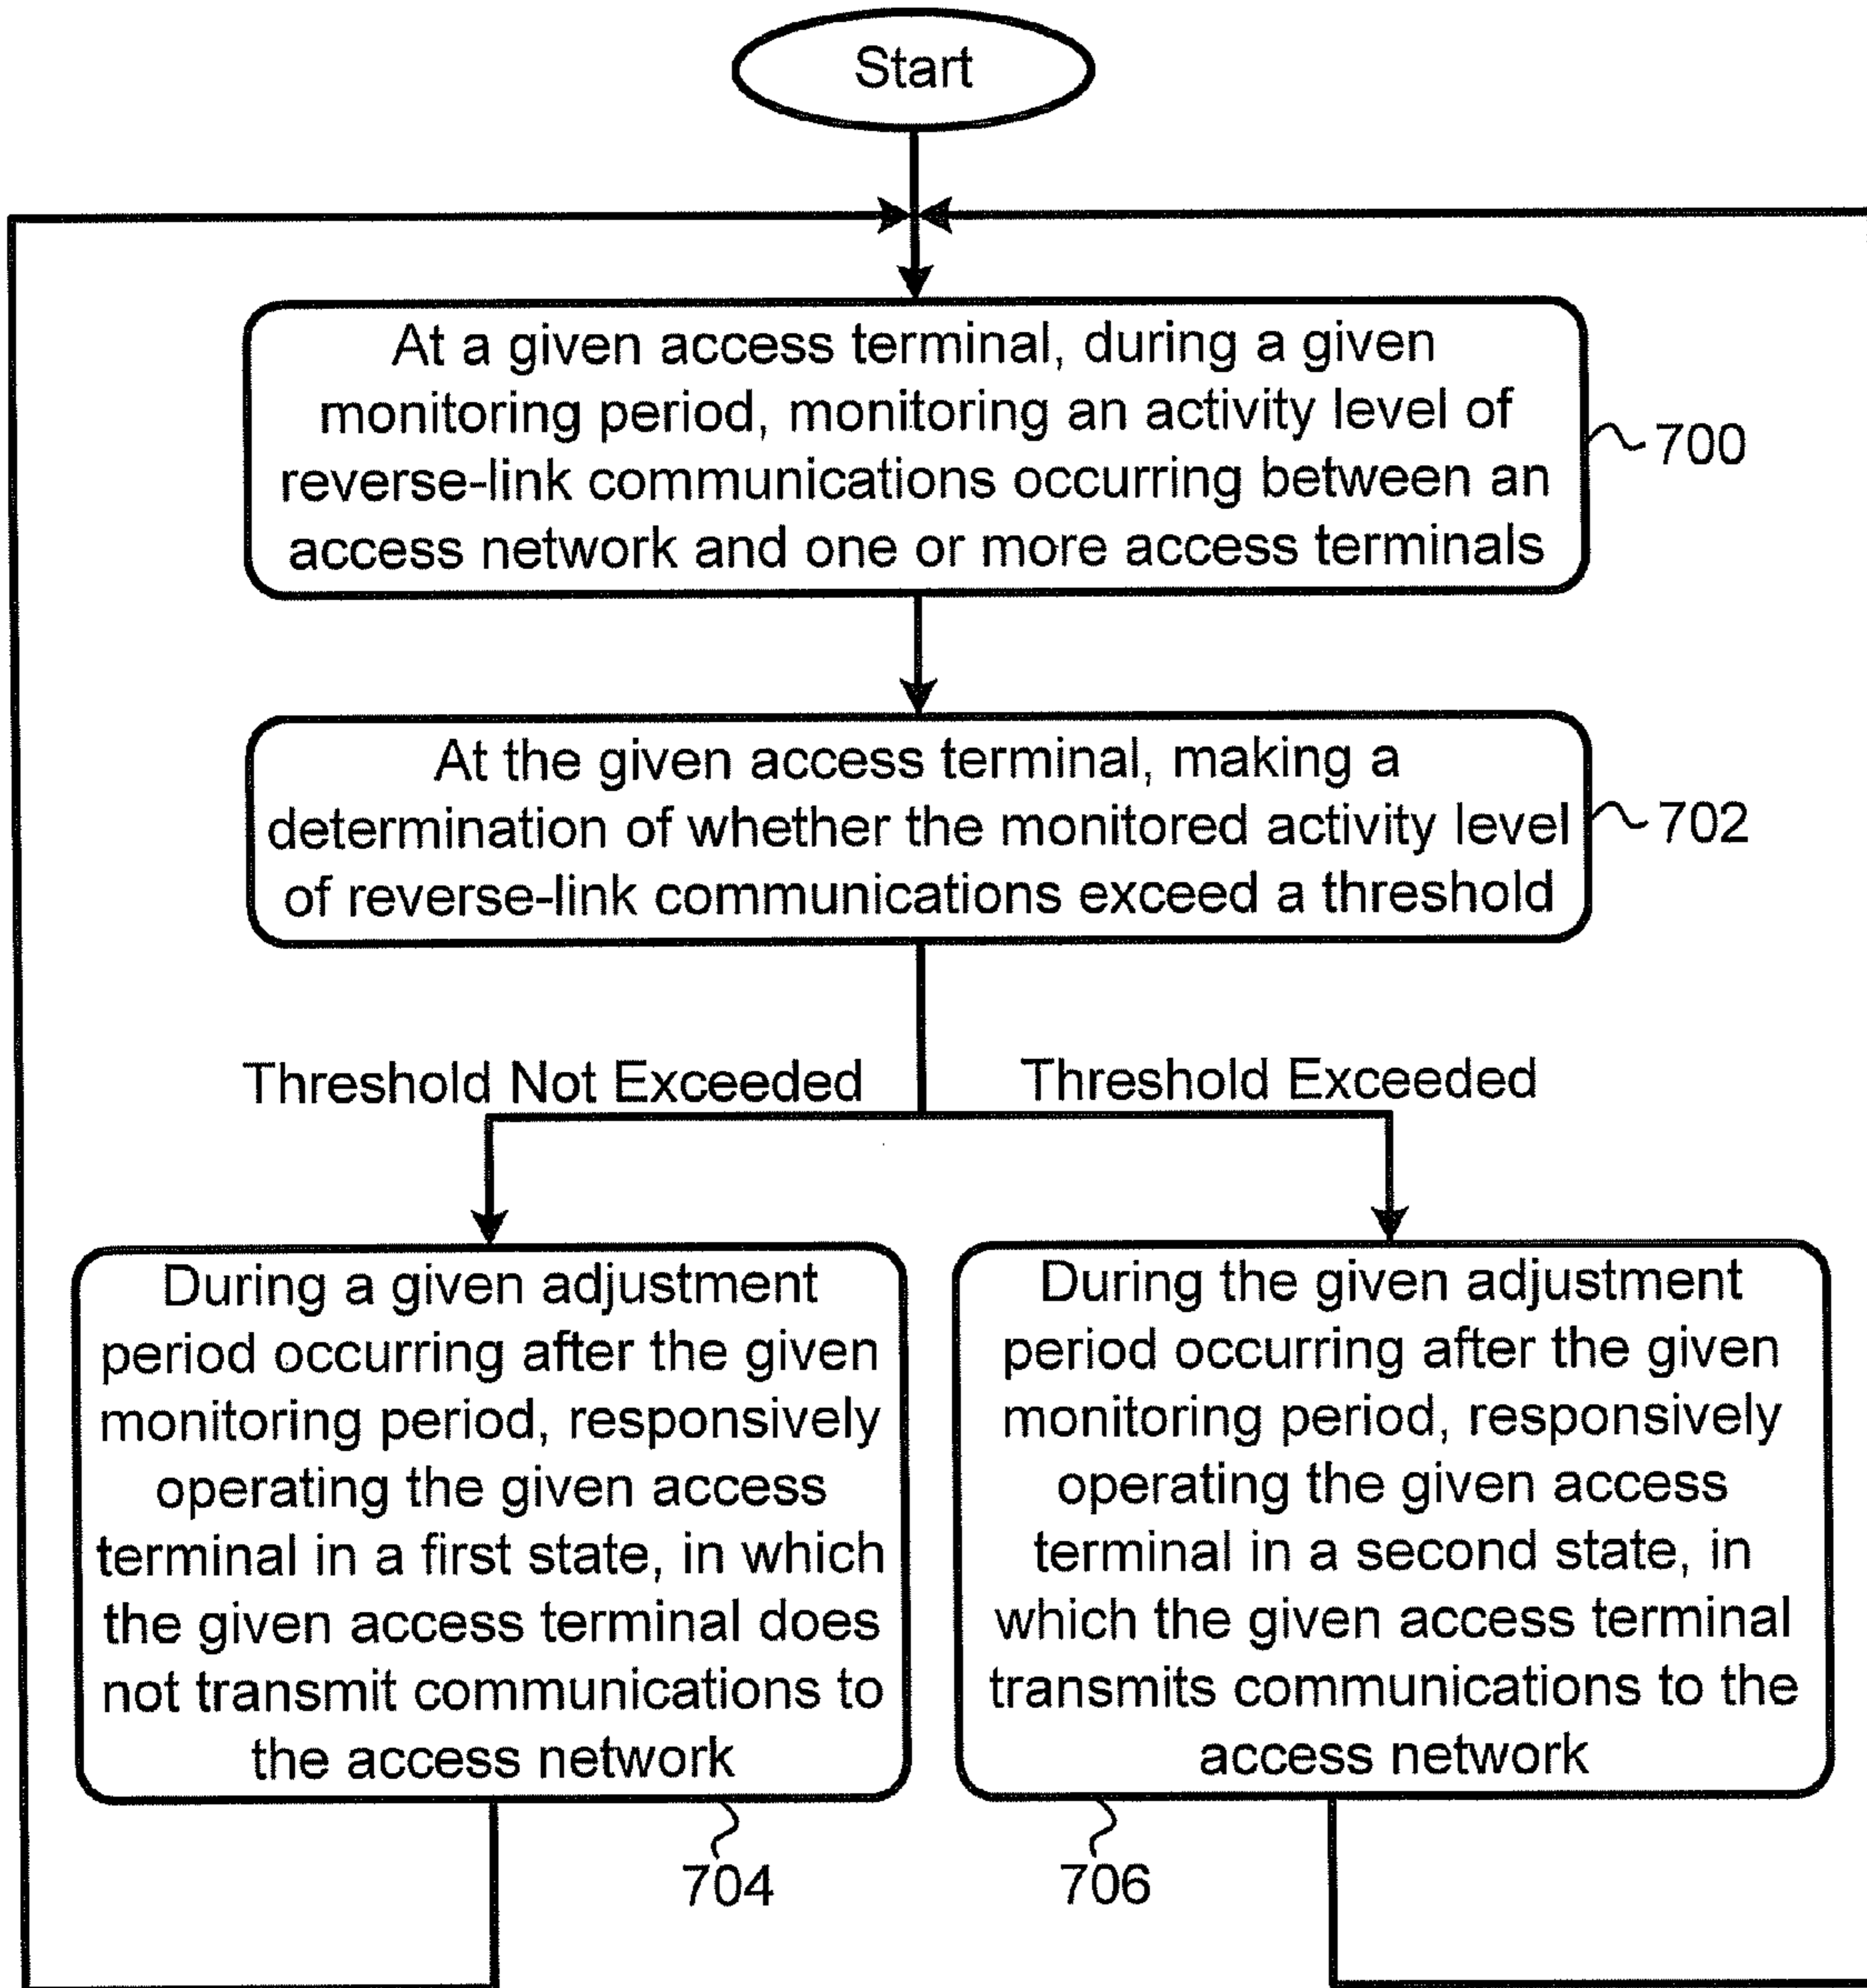 Start
At a given access terminal, during a given
monitoring period, monitoring an activity level of
reverse-link communications occurring between an
access network and one or more access terminals
700
At the given access terminal, making a
determination of whether the monitored activity level
of reverse-link communications exceed a threshold
702
Threshold Not Exceeded
Threshold Exceeded
During a given adjustment
period occurring after the given
monitoring period, responsively
operating the given access
terminal in a first state, in which
the given access terminal does
not transmit communications to
the access network
704
During the given adjustment
period occurring after the given
monitoring period, responsively
operating the given access
terminal in a second state, in
which the given access terminal
transmits communications to the
access network
706